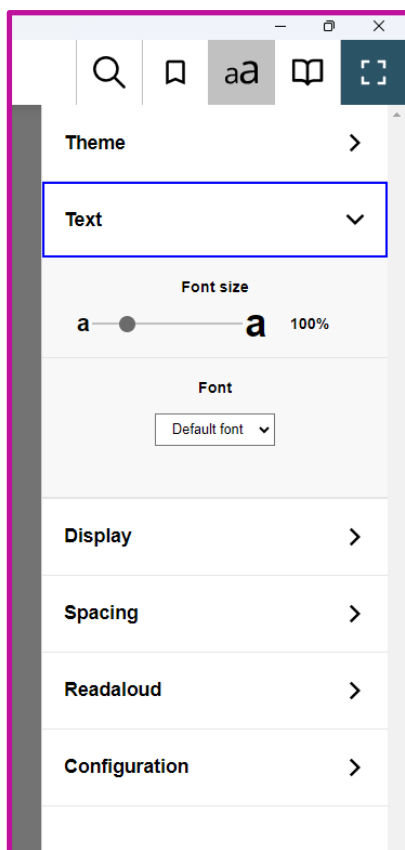 aa
Theme
Text
Font size
a a 100%
Font
Default font
Display
Spacing
Readaloud
Configuration